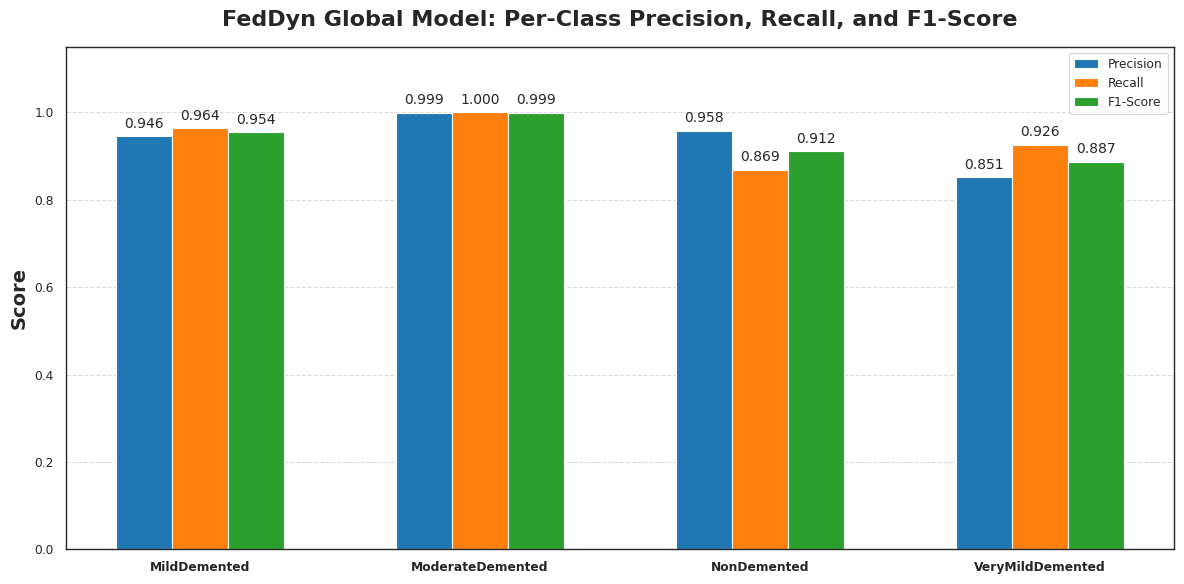 FedDyn Global Model: Per-Class Precision, Recall, and F1-Score
Precision
Recall
F1-Score
Score
1.0
0.8
0.6
0.4
0.2
0.0
0.946
0.964
0.954
0.999
1.000
0.999
0.958
0.869
0.912
0.851
0.926
0.887
MildDemented
ModerateDemented
NonDemented
VeryMildDemented